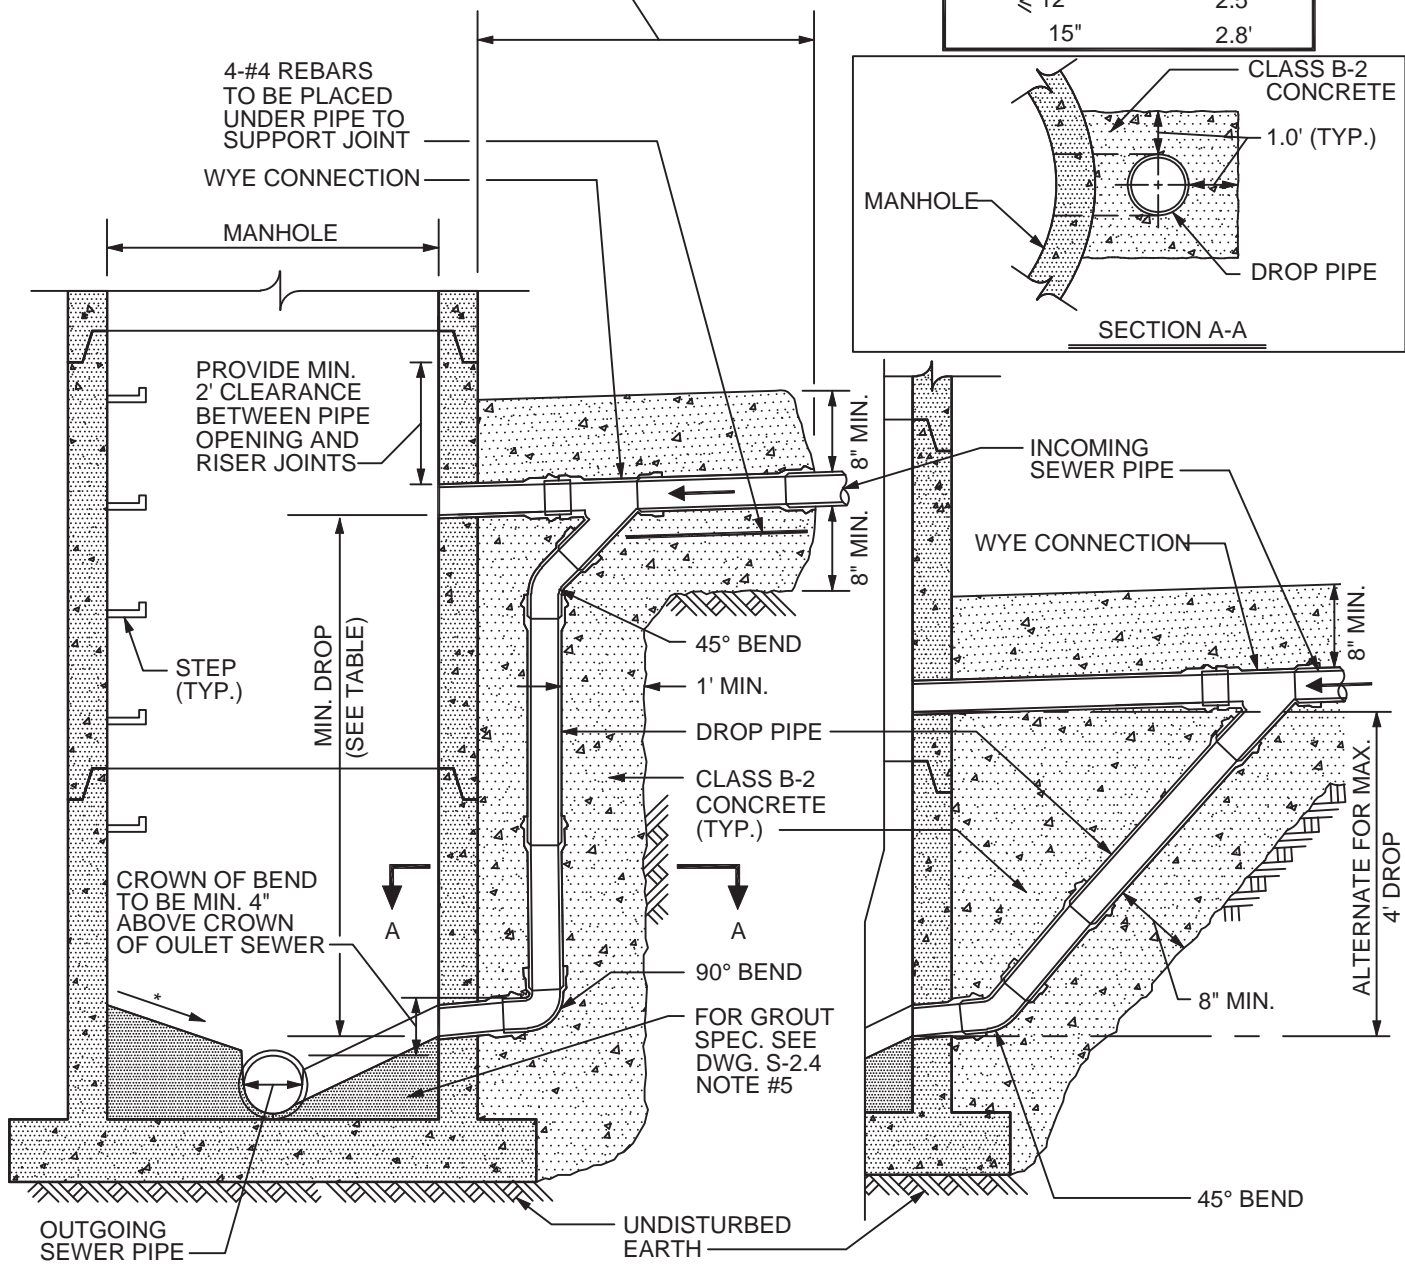 12"
2.5'
15"
2.8'
4-#4 REBARS
TO BE PLACED
UNDER PIPE TO
SUPPORT JOINT
WYE CONNECTION
MANHOLE
CLASS B-2
CONCRETE
1.0' (TYP.)
MANHOLE
DROP PIPE
SECTION A-A
PROVIDE MIN.
2' CLEARANCE
BETWEEN PIPE
OPENING AND
RISER JOINTS
8" MIN.
8" MIN.
INCOMING
SEWER PIPE
WYE CONNECTION
8" MIN.
STEP
(TYP.)
MIN. DROP
(SEE TABLE)
45° BEND
1' MIN.
DROP PIPE
CLASS B-2
CONCRETE
(TYP.)
ALTERNATE FOR MAX.
4' DROP
CROWN OF BEND
TO BE MIN. 4"
ABOVE CROWN
OF OULET SEWER
A
A
*
90° BEND
FOR GROUT
SPEC. SEE
DWG. S-2.4
NOTE #5
8" MIN.
45° BEND
OUTGOING
SEWER PIPE
UNDISTURBED
EARTH